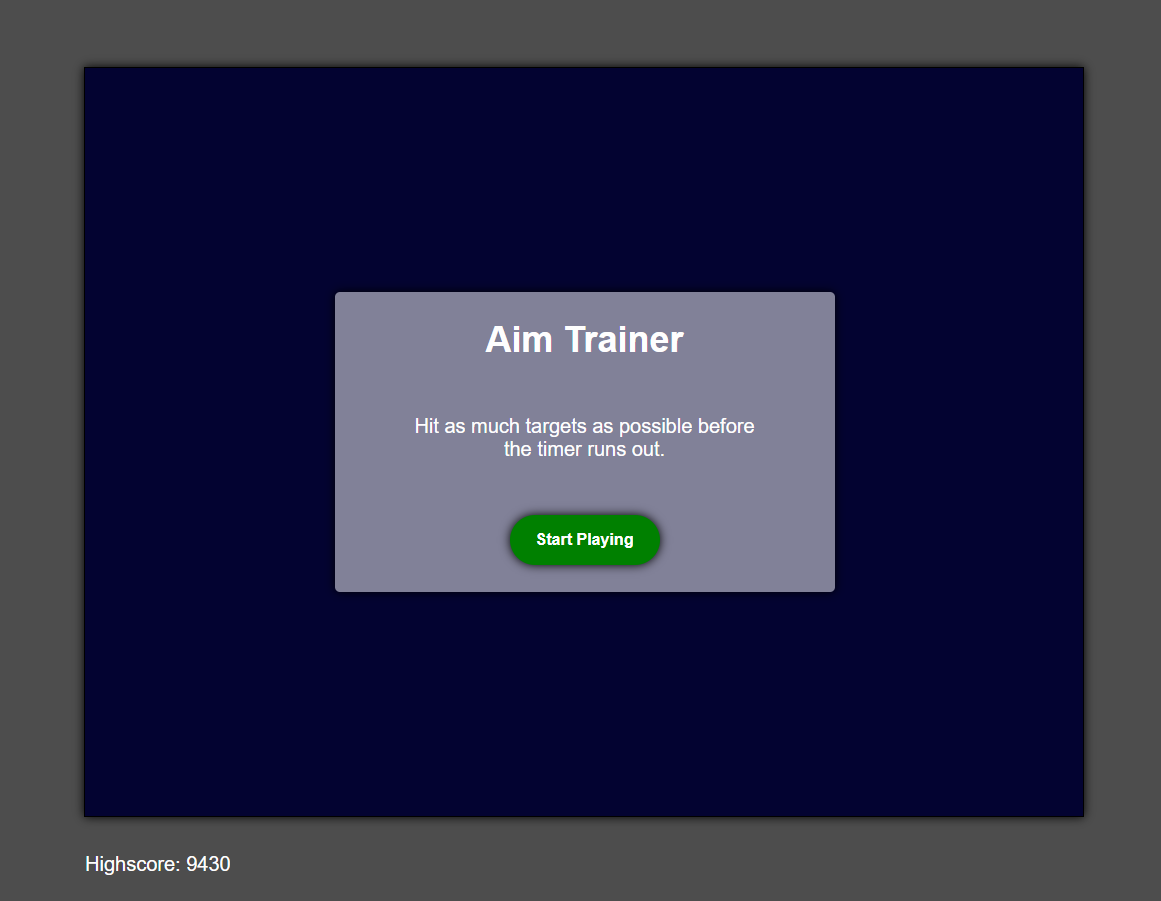 Aim Trainer
Hit as much targets as possible before
the timer runs out.
Start Playing
Highscore: 9430